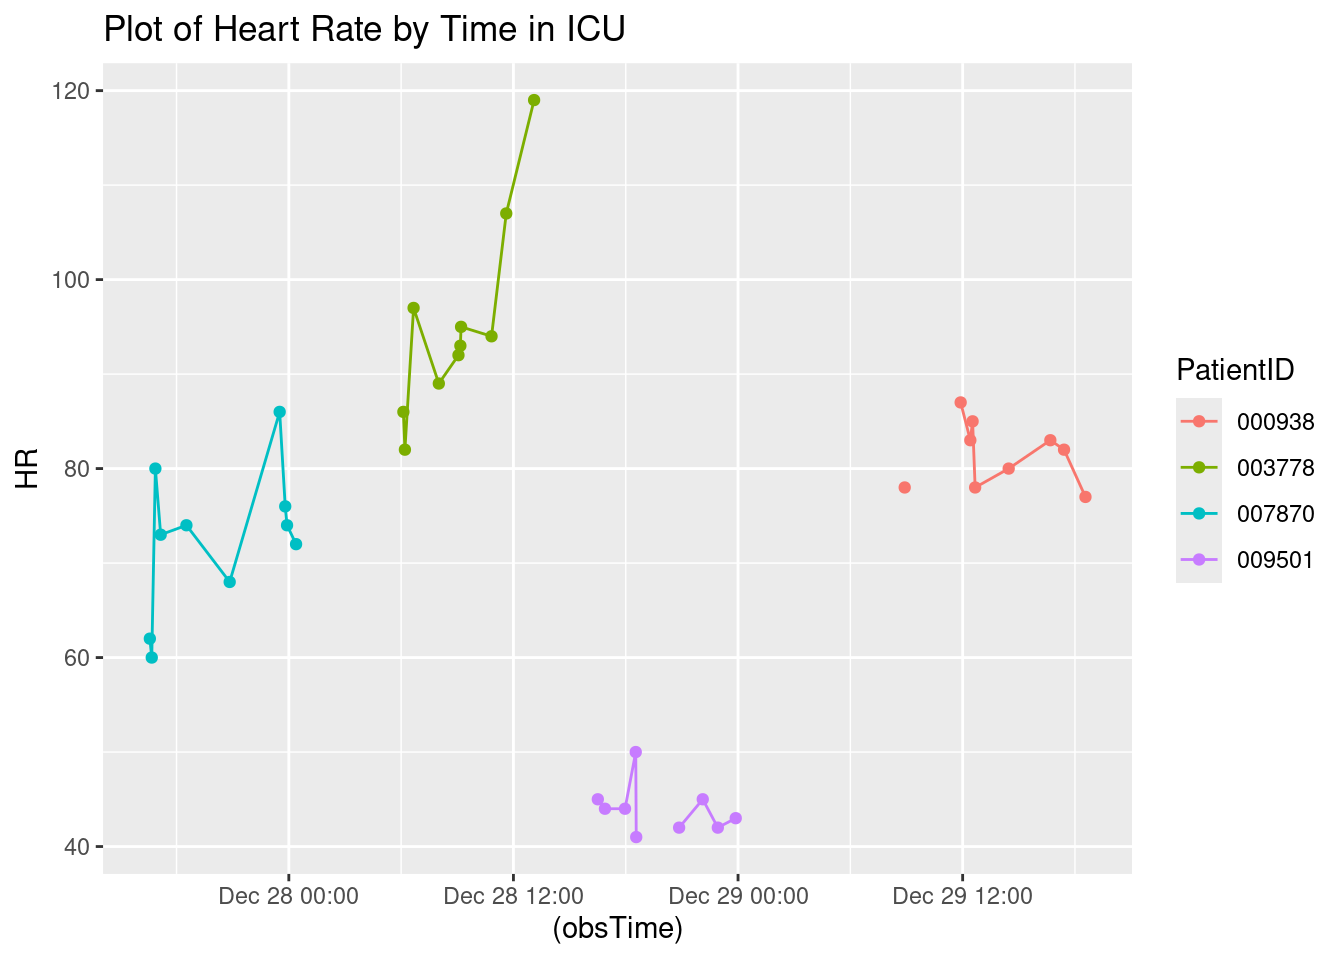 Plot of Heart Rate by Time in ICU
120
100
80
60
40
HR
Dec 28 00:00 Dec 28 12:00 Dec 29 00:00 Dec 29 12:00
(obsTime)
PatientID
000938
003778
007870
009501